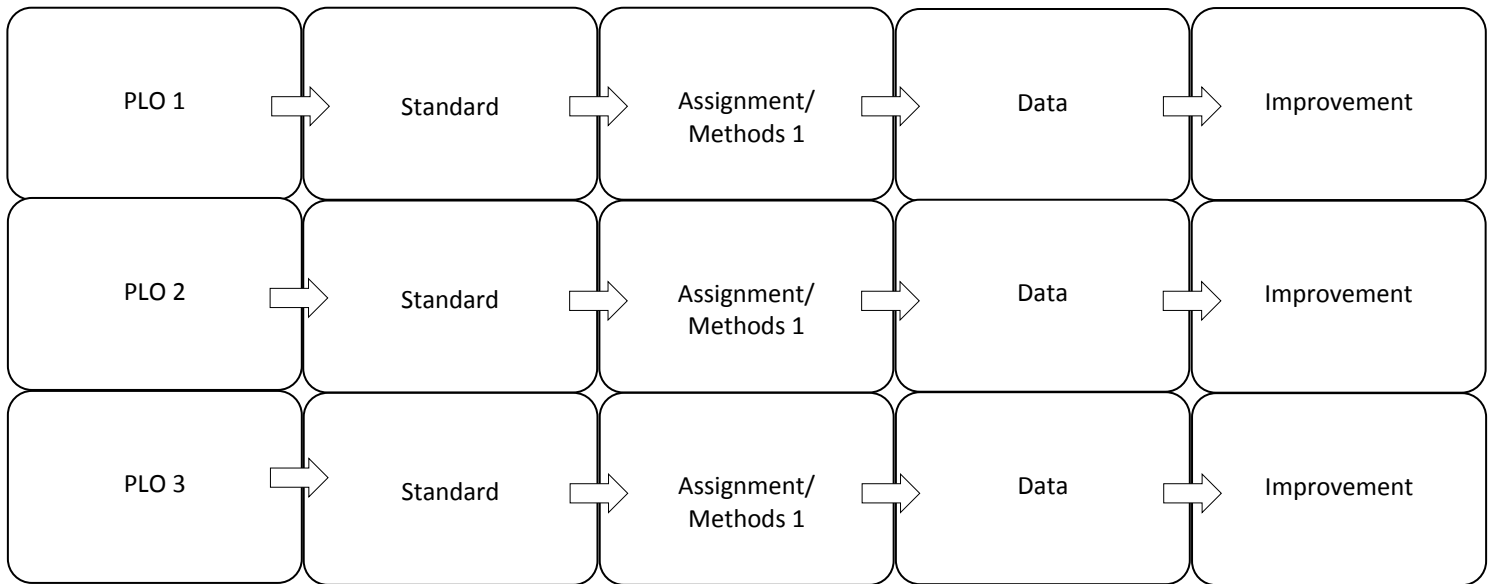 PLO 1
Standard
Assignment/
Methods 1
Data
Improvement
PLO 2
Standard
Assignment/
Methods 1
Data
Improvement
PLO 3
Standard
Assignment/
Methods 1
Data
Improvement